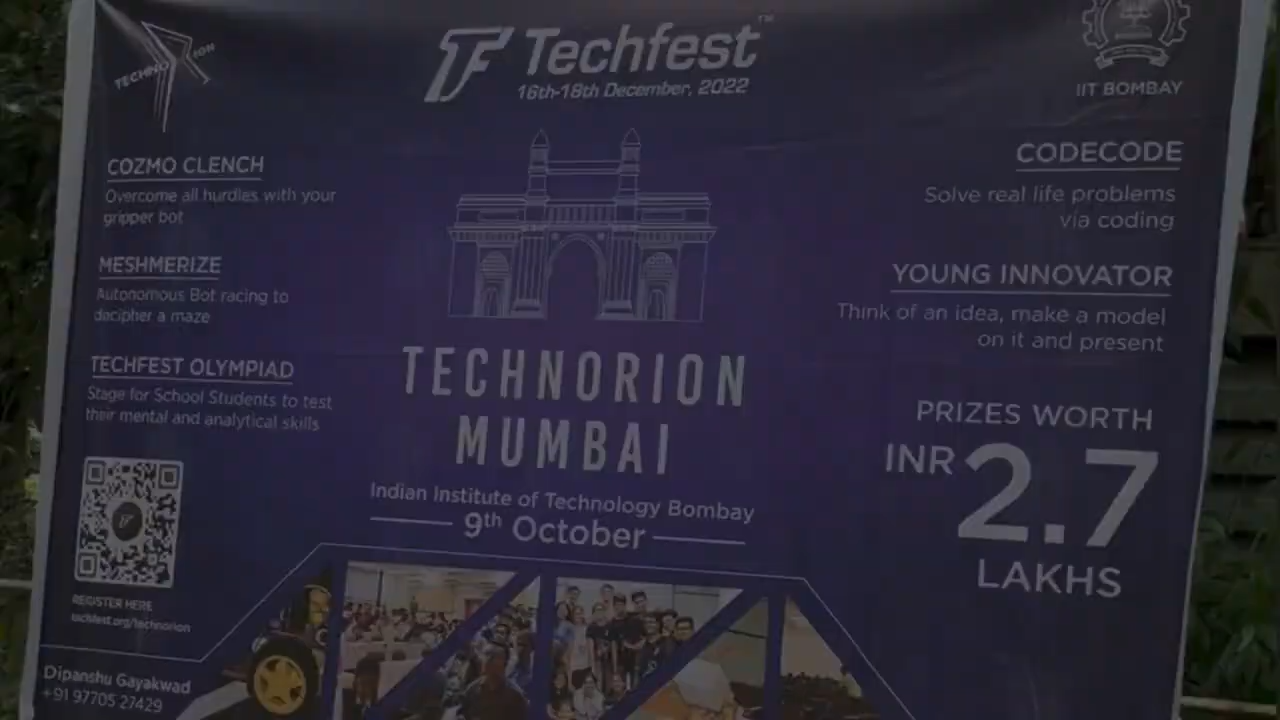 TECHNORION
Techfest™
16th-18th December, 2022
IIT BOMBAY
COZMO CLENCH
Overcome all hurdles with your
gripper bot
MESHMERIZE
Autonomous Bot racing to
decipher a maze
TECHFEST OLYMPIAD
Stage for School Students to test
their mental and analytical skills
REGISTER HERE
techfest.org/technorion
Dipanshu Gayakwad
+91 97705 27429
TECHNORION
MUMBAI
Indian Institute of Technology Bombay
9th October
CODECODE
Solve real life problems
via coding
YOUNG INNOVATOR
Think of an idea, make a model
on it and present
PRIZES WORTH
INR 2.7
LAKHS